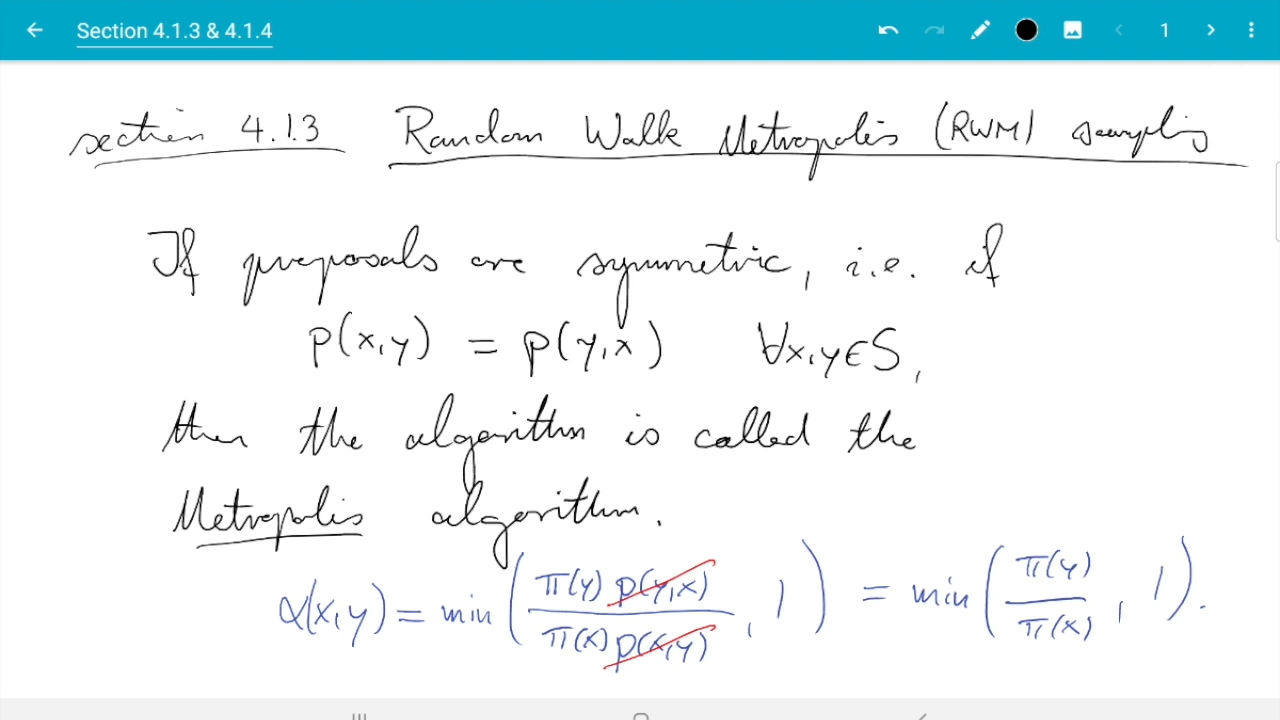 Section 4.1.3 & 4.1.4
1
section 4.1.3 Random Walk Metropolis (RWM) sampling
If proposals are symmetric, i.e. if
p(x,y) = p(y,x) ∀x,y∈S,
then the algorithm is called the
Metropolis algorithm.
α(x,y) = min(π(y) p(y,x) / π(x) p(x,y), 1) = min(π(y) / π(x), 1).